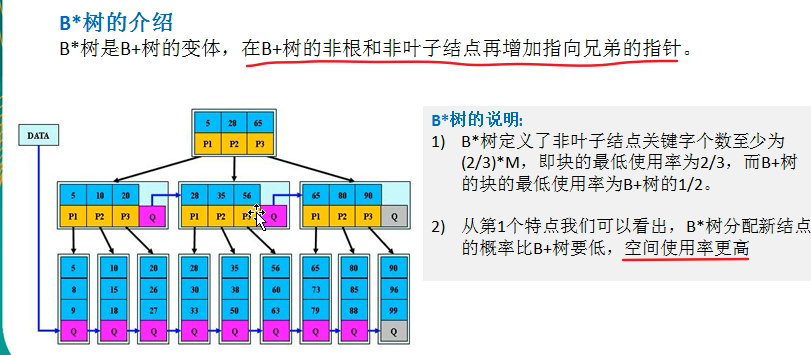 B*树的介绍
B*树是B+树的变体，在B+树的非根和非叶子结点再增加指向兄弟的指针。
DATA
5 28 65
P1 P2 P3
5 10 20 28 35 56 65 80 90
P1 P2 P3 Q P1 P2 P3 Q P1 P2 P3 Q
5 10 20 28 35 56 65 80 90
8 15 26 30 38 60 73 85 96
9 18 27 33 50 63 79 88 99
Q Q Q Q Q Q Q Q Q
B*树的说明:
1) B*树定义了非叶子结点关键字个数至少为
(2/3)*M，即块的最低使用率为2/3，而B+树
的块的最低使用率为B+树的1/2。
2) 从第1个特点我们可以看出，B*树分配新结点
的概率比B+树要低，空间使用率更高